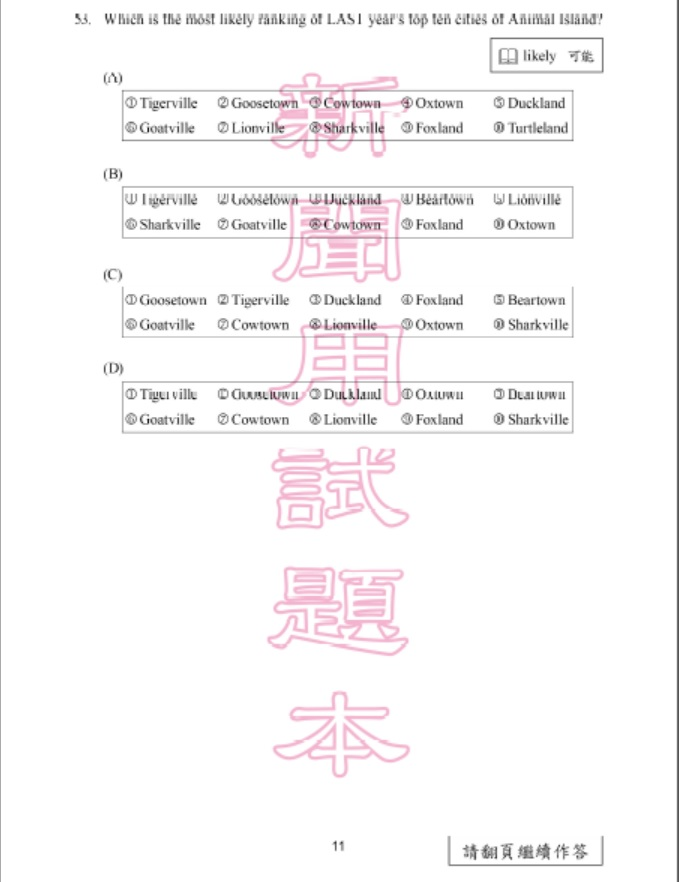 53. Which is the most likely ranking of LAST year's top ten cities of Animal Island?
likely 可能
(A)
① Tigerville ② Goosetown ③ Cowtown ④ Oxtown ⑤ Duckland
⑥ Goatville ⑦ Lionville ⑧ Sharkville ⑨ Foxland ⑩ Turtleland
(B)
① Tigerville ② Goosetown ③ Duckland ④ Beartown ⑤ Lionville
⑥ Sharkville ⑦ Goatville ⑧ Cowtown ⑨ Foxland ⑩ Oxtown
(C)
① Goosetown ② Tigerville ③ Duckland ④ Foxland ⑤ Beartown
⑥ Goatville ⑦ Cowtown ⑧ Lionville ⑨ Oxtown ⑩ Sharkville
(D)
① Tigerville ② Goosetown ③ Duckland ④ Oxtown ⑤ Beartown
⑥ Goatville ⑦ Cowtown ⑧ Lionville ⑨ Foxland ⑩ Sharkville
新聞用試題本
11
請翻頁繼續作答